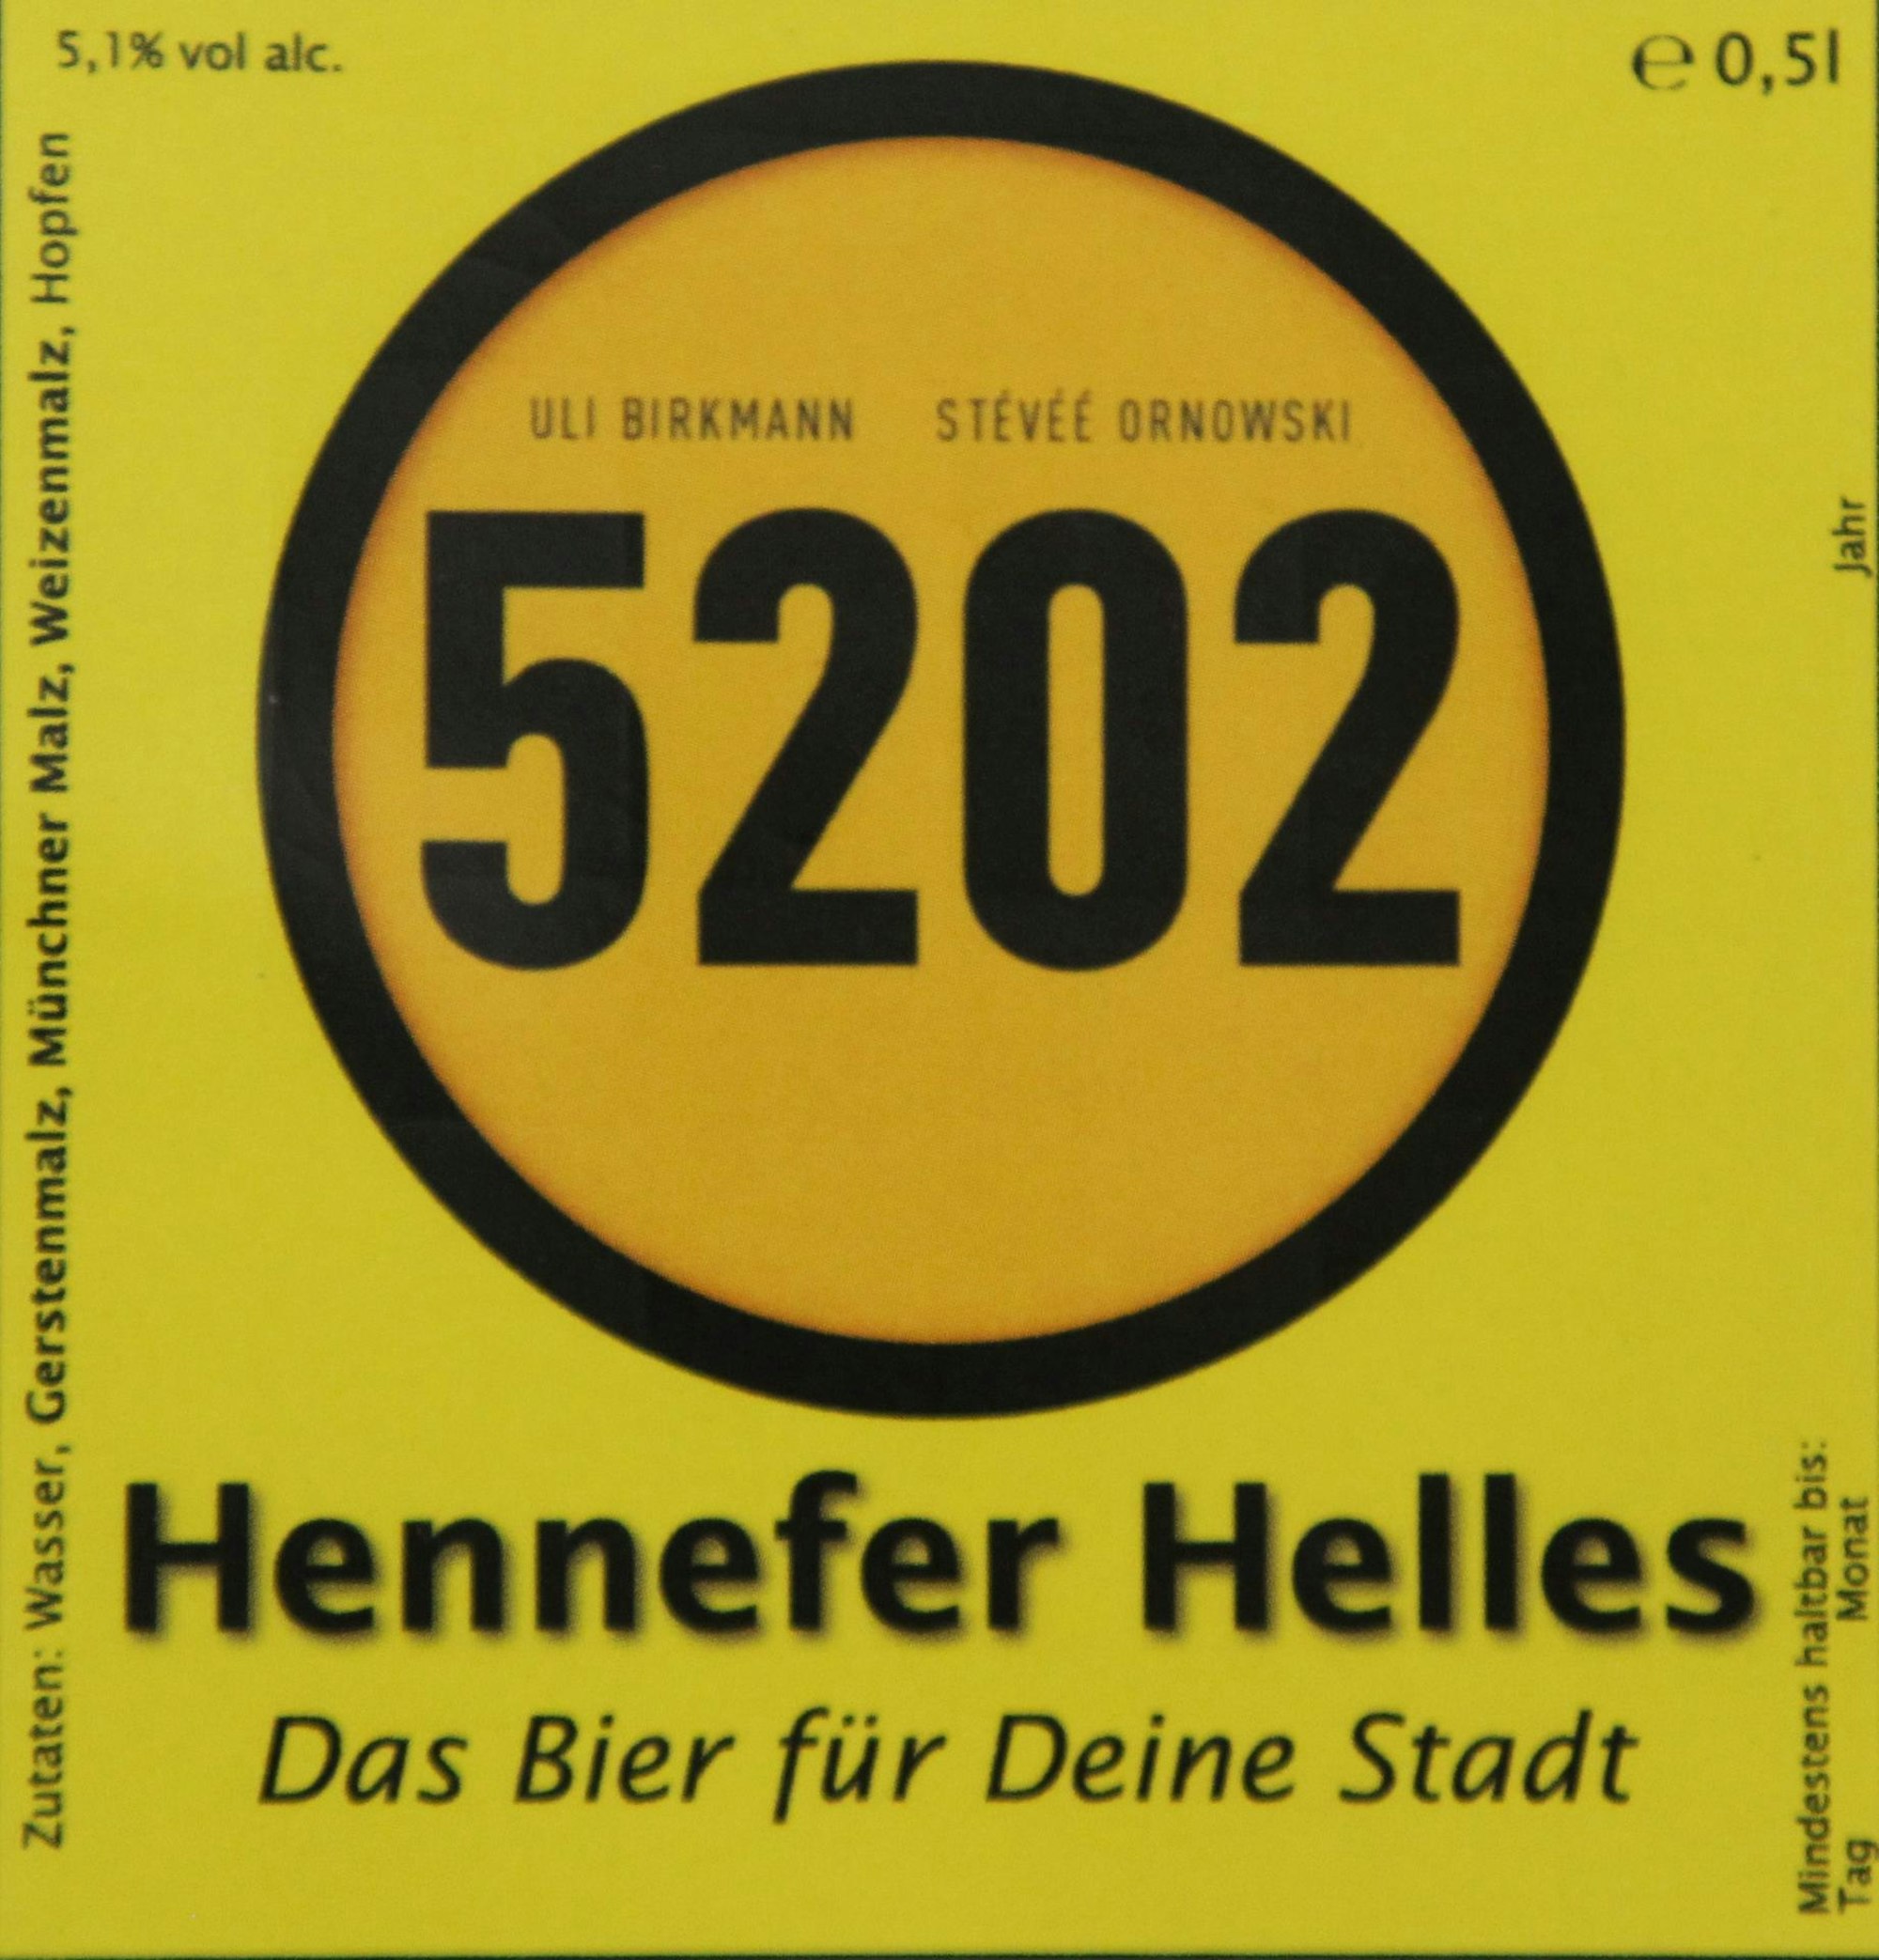 5,1% vol alc.
e 0,5l
Zutaten: Wasser, Gerstenmalz, Münchner Malz, Weizenmalz, Hopfen
ULI BIRKMANN STÉVÉÉ ORNOWSKI
5202
Hennefer Helles
Das Bier für Deine Stadt
Mindestens haltbar bis:
Tag Monat Jahr